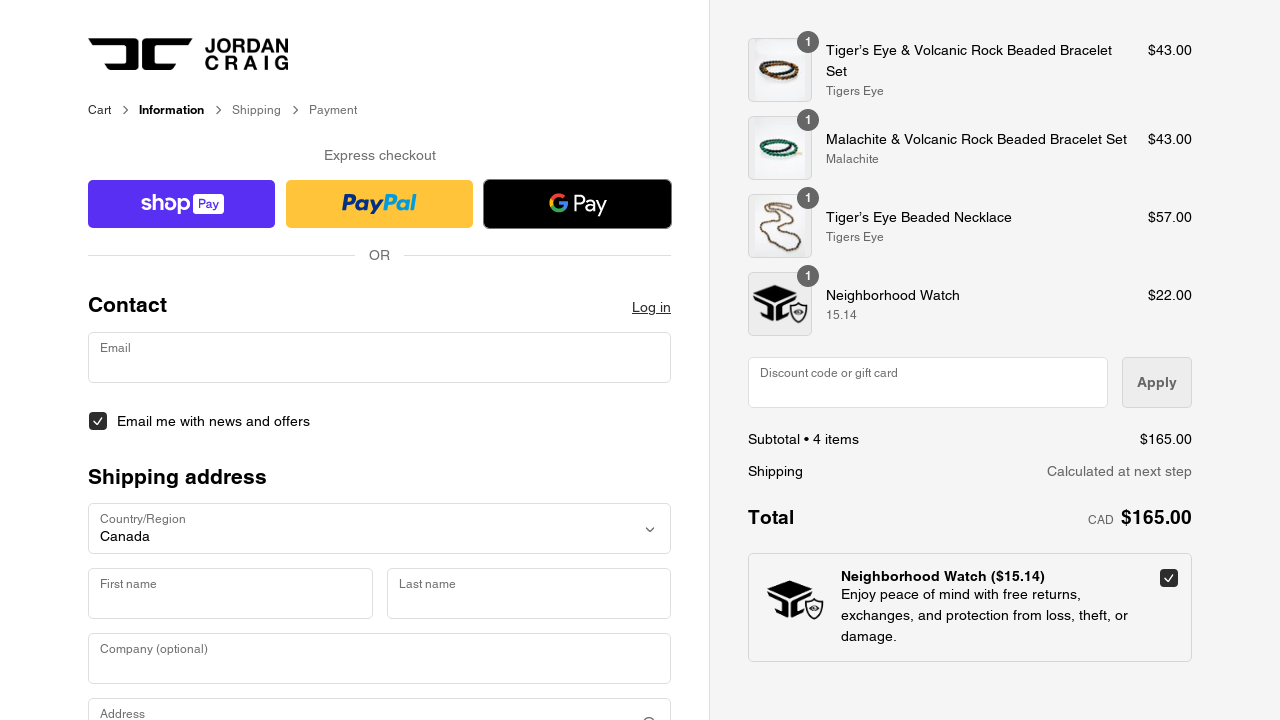 JORDAN
CRAIG
Cart
Information
Shipping
Payment
Express checkout
shop Pay
PayPal
G Pay
OR
Contact
Log in
Email
Email me with news and offers
Shipping address
Country/Region
Canada
First name
Last name
Company (optional)
Address
1
Tiger's Eye & Volcanic Rock Beaded Bracelet
Set
$43.00
Tigers Eye
1
Malachite & Volcanic Rock Beaded Bracelet Set
$43.00
Malachite
1
Tiger's Eye Beaded Necklace
$57.00
Tigers Eye
1
Neighborhood Watch
$22.00
15.14
Discount code or gift card
Apply
Subtotal • 4 items
$165.00
Shipping
Calculated at next step
Total
CAD $165.00
Neighborhood Watch ($15.14)
Enjoy peace of mind with free returns,
exchanges, and protection from loss, theft, or
damage.